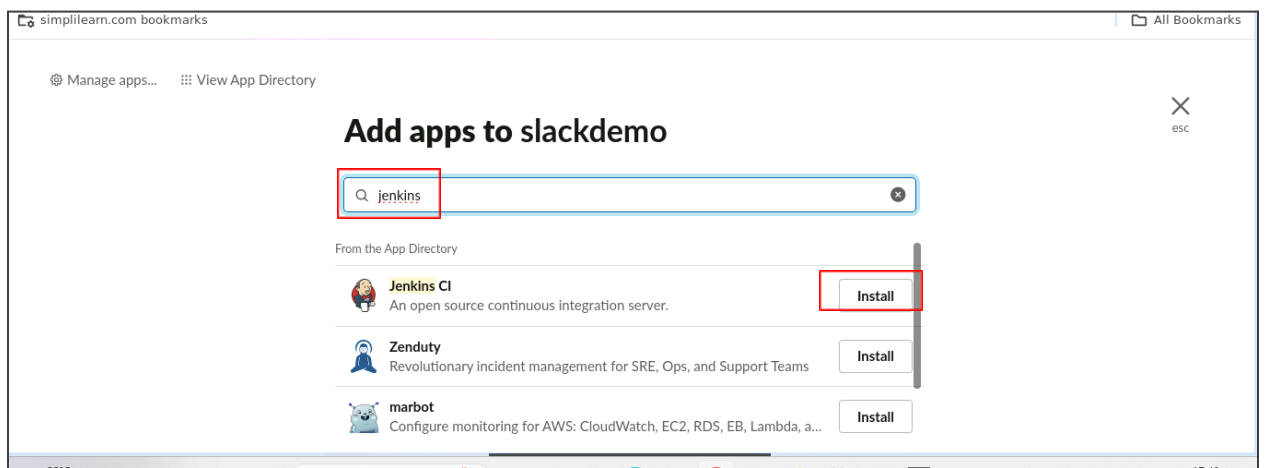 simplilearn.com bookmarks
All Bookmarks
Manage apps...
View App Directory
esc
Add apps to slackdemo
jenkins
From the App Directory
Jenkins CI
An open source continuous integration server.
Install
Zenduty
Revolutionary incident management for SRE, Ops, and Support Teams
Install
marbot
Configure monitoring for AWS: CloudWatch, EC2, RDS, EB, Lambda, a...
Install